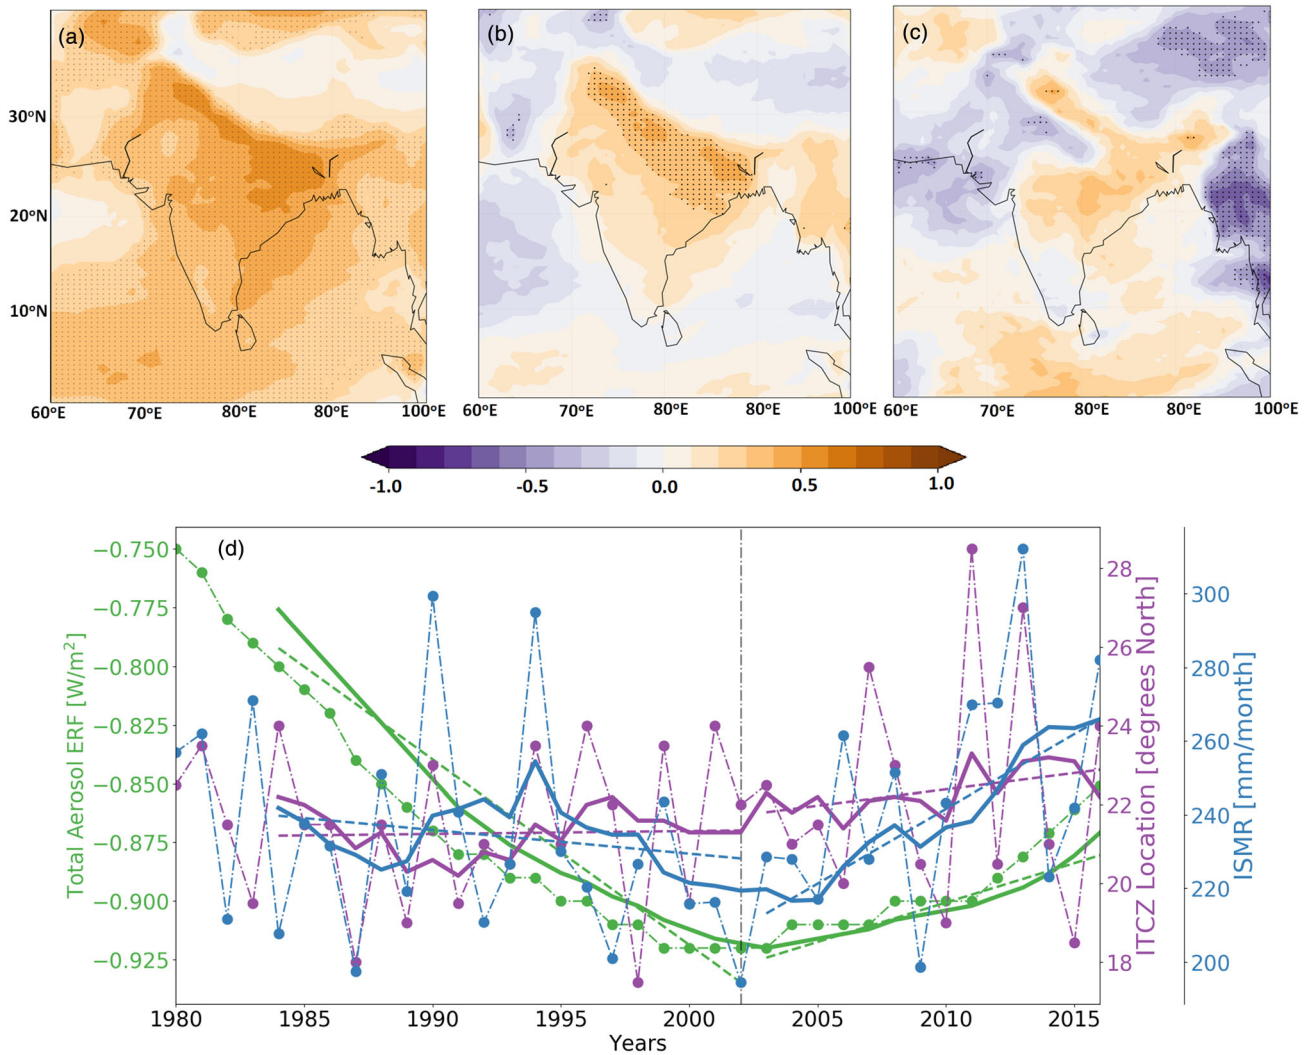 (a)
(b)
(c)
30°N
20°N
10°N
60°E 70°E 80°E 80°E 100°E
60°E 70°E 80°E 80°E 100°E
60°E 70°E 80°E 80°E 100°E
-1.0 -0.5 0.0 0.5 1.0
(d)
Total Aerosol ERF [W/m²]
−0.750
−0.775
−0.800
−0.825
−0.850
−0.875
−0.900
−0.925
28
26
24
22
20
18
ITCZ Location [degrees North]
300
280
260
240
220
200
ISMR [mm/month]
1980 1985 1990 1995 2000 2005 2010 2015
Years